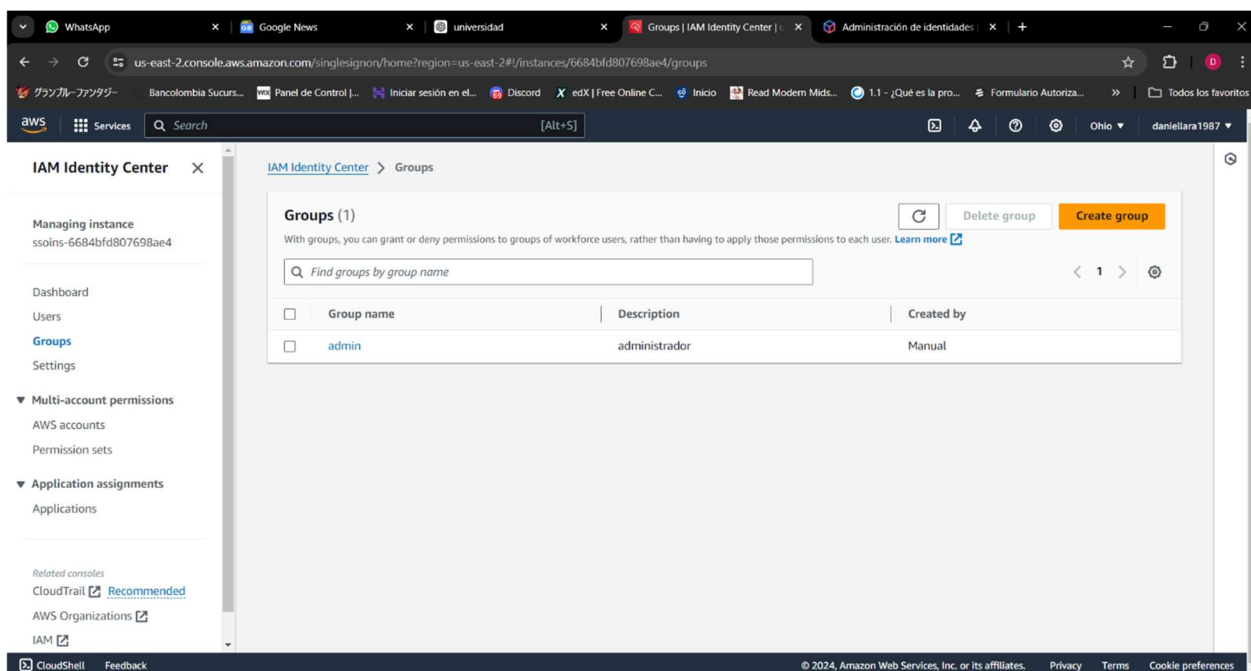 WhatsApp
Google News
universidad
Groups | IAM Identity Center | u
Administración de identidades
us-east-2.console.aws.amazon.com/singlesignon/home?region=us-east-2#!/instances/6684bfd807698ae4/groups
D
グランブルーファンタジー
Bancolombia Sucurs...
Panel de Control |...
Iniciar sesión en el...
Discord
edX | Free Online C...
Inicio
Read Modern Mids...
1.1 - ¿Qué es la pro...
Formulario Autoriza...
Todos los favoritos
aws
Services
Search
[Alt+S]
Ohio
daniellara1987
IAM Identity Center
IAM Identity Center > Groups
Managing instance
ssoins-6684bfd807698ae4
Dashboard
Users
Groups
Settings
Multi-account permissions
AWS accounts
Permission sets
Application assignments
Applications
Related consoles
CloudTrail Recommended
AWS Organizations
IAM
Groups (1)
Delete group
Create group
With groups, you can grant or deny permissions to groups of workforce users, rather than having to apply those permissions to each user. Learn more
Find groups by group name
1
Group name Description Created by
admin administrador Manual
CloudShell Feedback
© 2024, Amazon Web Services, Inc. or its affiliates. Privacy Terms Cookie preferences